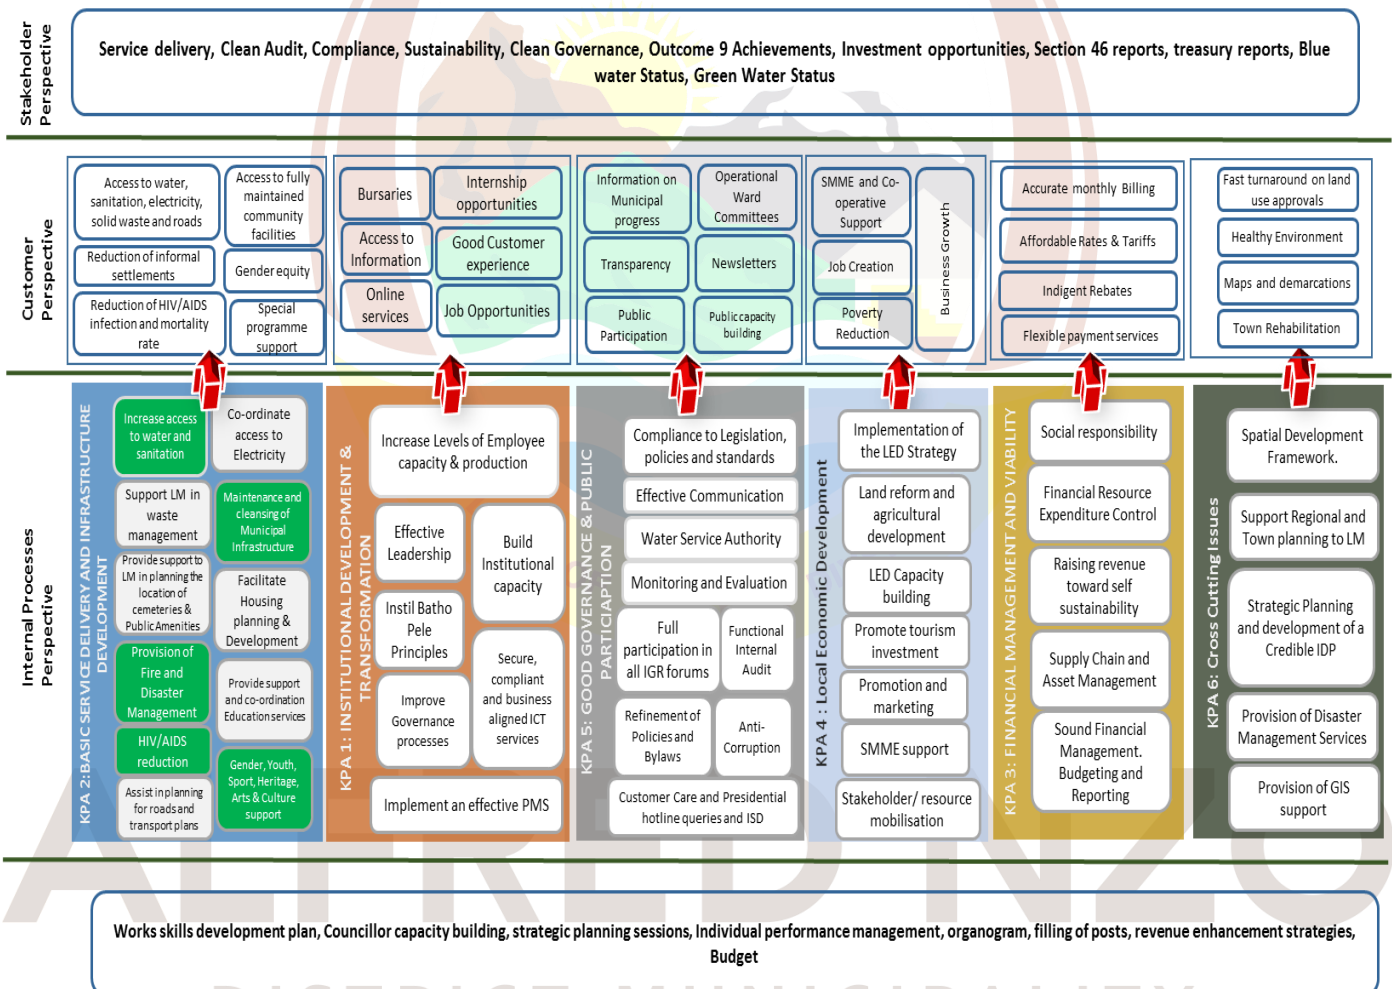 Stakeholder
Perspective
Service delivery, Clean Audit, Compliance, Sustainability, Clean Governance, Outcome 9 Achievements, Investment opportunities, Section 46 reports, treasury reports, Blue
water Status, Green Water Status
Customer
Perspective
Access to water,
sanitation, electricity,
solid waste and roads
Access to fully
maintained
community
facilities
Reduction of informal
settlements
Gender equity
Reduction of HIV/AIDS
infection and mortality
rate
Special
programme
support
Bursaries
Internship
opportunities
Access to
Information
Good Customer
experience
Online
services
Job Opportunities
Information on
Municipal
progress
Operational
Ward
Committees
Transparency
Newsletters
Public
Participation
Public capacity
building
SMME and Co-
operative
Support
Job Creation
Poverty
Reduction
Business Growth
Accurate monthly Billing
Affordable Rates & Tariffs
Indigent Rebates
Flexible payment services
Fast turnaround on land
use approvals
Healthy Environment
Maps and demarcations
Town Rehabilitation
Internal Processes
Perspective
KPA 2:BASIC SERVICE DELIVERY AND INFRASTRUCTURE
DEVELOPMENT
Increase access
to water and
sanitation
Co-ordinate
access to
Electricity
Support LM in
waste
management
Maintenance and
cleansing of
Municipal
Infrastructure
Provide support to
LM in planning the
location of
cemeteries &
Public Amenities
Facilitate
Housing
planning &
Development
Provision of
Fire and
Disaster
Management
Provide support
and co-ordination
Education services
HIV/AIDS
reduction
Gender, Youth,
Sport, Heritage,
Arts & Culture
support
Assist in planning
for roads and
transport plans
KPA 1: INSTITUTIONAL DEVELOPMENT &
TRANSFORMATION
Increase Levels of Employee
capacity & production
Effective
Leadership
Build
Institutional
capacity
Instil Batho
Pele
Principles
Secure,
compliant
and business
aligned ICT
services
Improve
Governance
processes
Implement an effective PMS
KPA 5: GOOD GOVERNANCE & PUBLIC
PARTICIAPTION
Compliance to Legislation,
policies and standards
Effective Communication
Water Service Authority
Monitoring and Evaluation
Full
participation in
all IGR forums
Functional
Internal
Audit
Refinement of
Policies and
Bylaws
Anti-
Corruption
Customer Care and Presidential
hotline queries and ISD
KPA 4 : Local Economic Development
Implementation of
the LED Strategy
Land reform and
agricultural
development
LED Capacity
building
Promote tourism
investment
Promotion and
marketing
SMME support
Stakeholder/ resource
mobilisation
KPA 3: FINANCIAL MANAGEMENT AND VIABILITY
Social responsibility
Financial Resource
Expenditure Control
Raising revenue
toward self
sustainability
Supply Chain and
Asset Management
Sound Financial
Management.
Budgeting and
Reporting
KPA 6: Cross Cutting Issues
Spatial Development
Framework.
Support Regional and
Town planning to LM
Strategic Planning
and development of a
Credible IDP
Provision of Disaster
Management Services
Provision of GIS
support
ALFRED NZO
Works skills development plan, Councillor capacity building, strategic planning sessions, Individual performance management, organogram, filling of posts, revenue enhancement strategies,
Budget
DISTRICT MUNICIPALITY